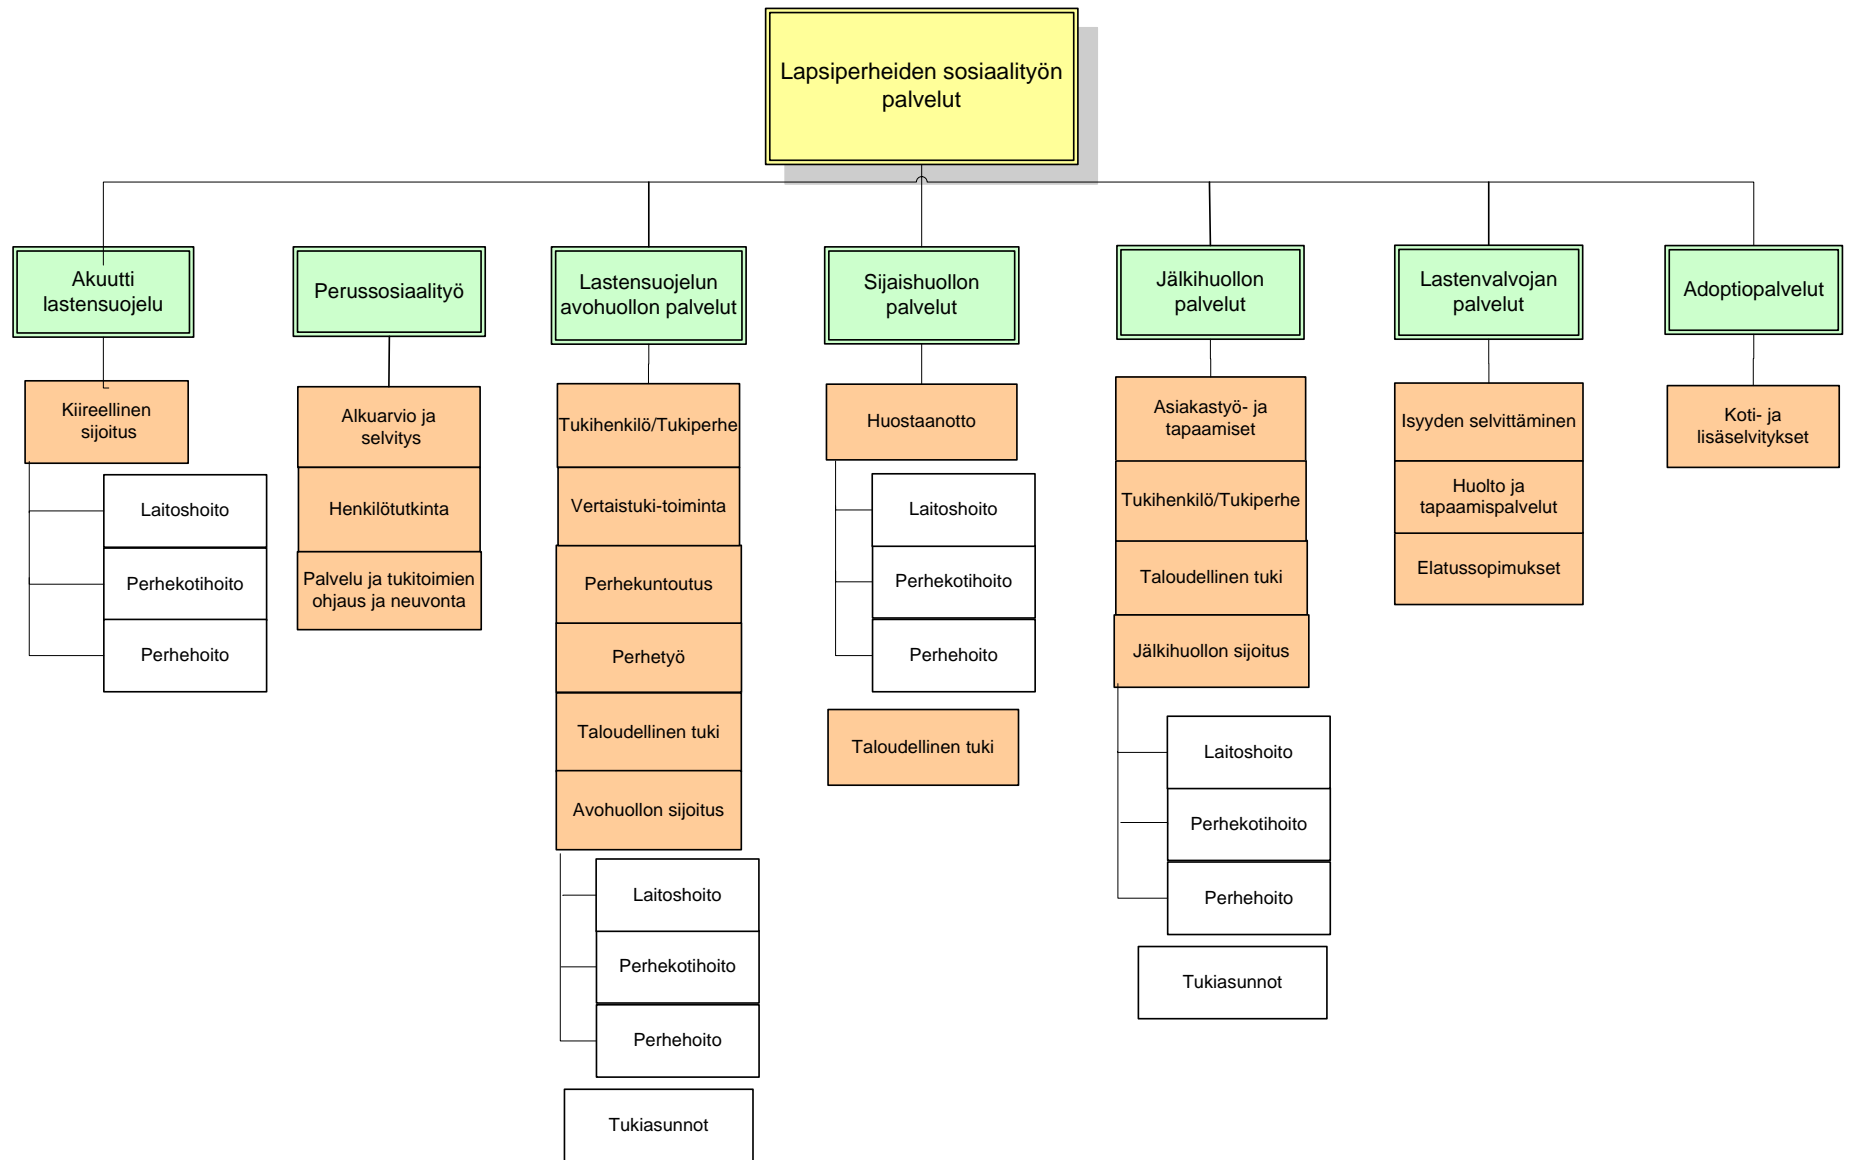 Lapsiperheiden sosiaalityön
palvelut
Akuutti
lastensuojelu
Perussosiaalityö
Lastensuojelun
avohuollon palvelut
Sijaishuollon
palvelut
Jälkihuollon
palvelut
Lastenvalvojan
palvelut
Adoptiopalvelut
Kiireellinen
sijoitus
Laitoshoito
Perhekotihoito
Perhehoito
Alkuarvio ja
selvitys
Henkilötutkinta
Palvelu ja tukitoimien
ohjaus ja neuvonta
Tukihenkilö/Tukiperhe
Vertaistuki-toiminta
Perhekuntoutus
Perhetyö
Taloudellinen tuki
Avohuollon sijoitus
Laitoshoito
Perhekotihoito
Perhehoito
Tukiasunnot
Huostaanotto
Laitoshoito
Perhekotihoito
Perhehoito
Taloudellinen tuki
Asiakastyö- ja
tapaamiset
Tukihenkilö/Tukiperhe
Taloudellinen tuki
Jälkihuollon sijoitus
Laitoshoito
Perhekotihoito
Perhehoito
Tukiasunnot
Isyyden selvittäminen
Huolto ja
tapaamispalvelut
Elatussopimukset
Koti- ja
lisäselvitykset